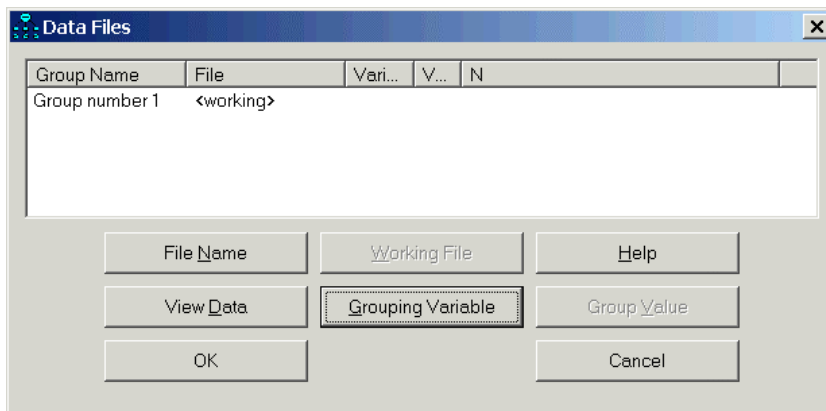 Data Files
Group Name File Vari... V... N
Group number 1 <working>
File Name Working File Help
View Data Grouping Variable Group Value
OK Cancel